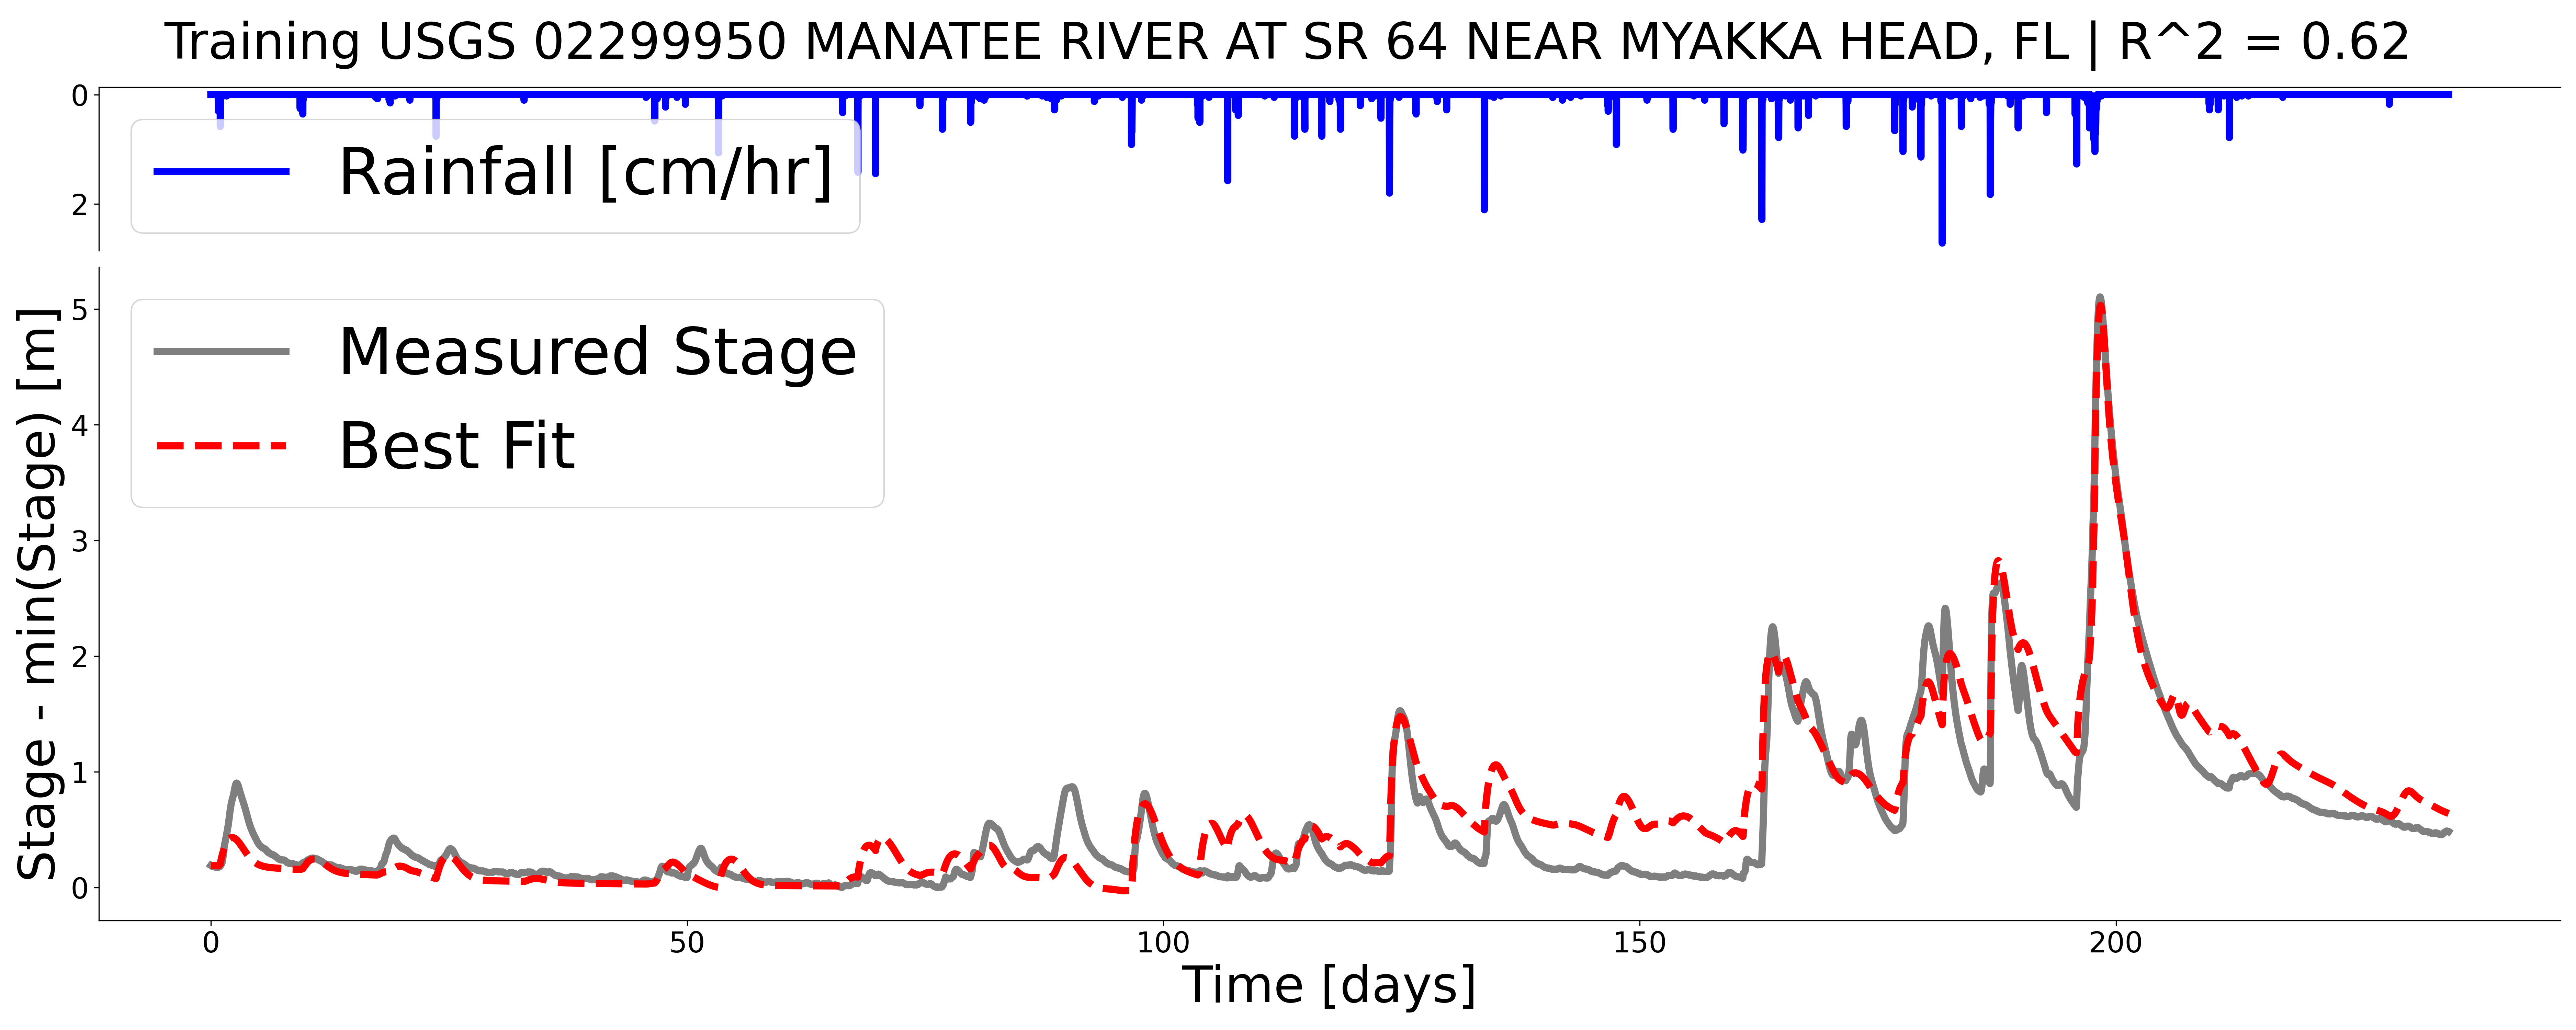 Training USGS 02299950 MANATEE RIVER AT SR 64 NEAR MYAKKA HEAD, FL | R^2 = 0.62
0
2
Rainfall [cm/hr]
Stage - min(Stage) [m]
5
4
3
2
1
0
Measured Stage
Best Fit
0 50 100 150 200
Time [days]